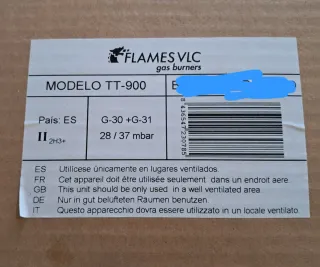 FLAMES VLC
gas burners
MODELO TT-900
País: ES
G-30 +G-31
II 2H3+
28 / 37 mbar
ES Utilícese únicamente en lugares ventilados.
FR Cet appareil doit être utilisée seulement dans un endroit aere.
GB This unit should be only used in a well ventilated area.
DE Nur in gut belufteten Raumen benutzen.
IT Questo apparecchio dovra essere utilizzato in un locale ventilato